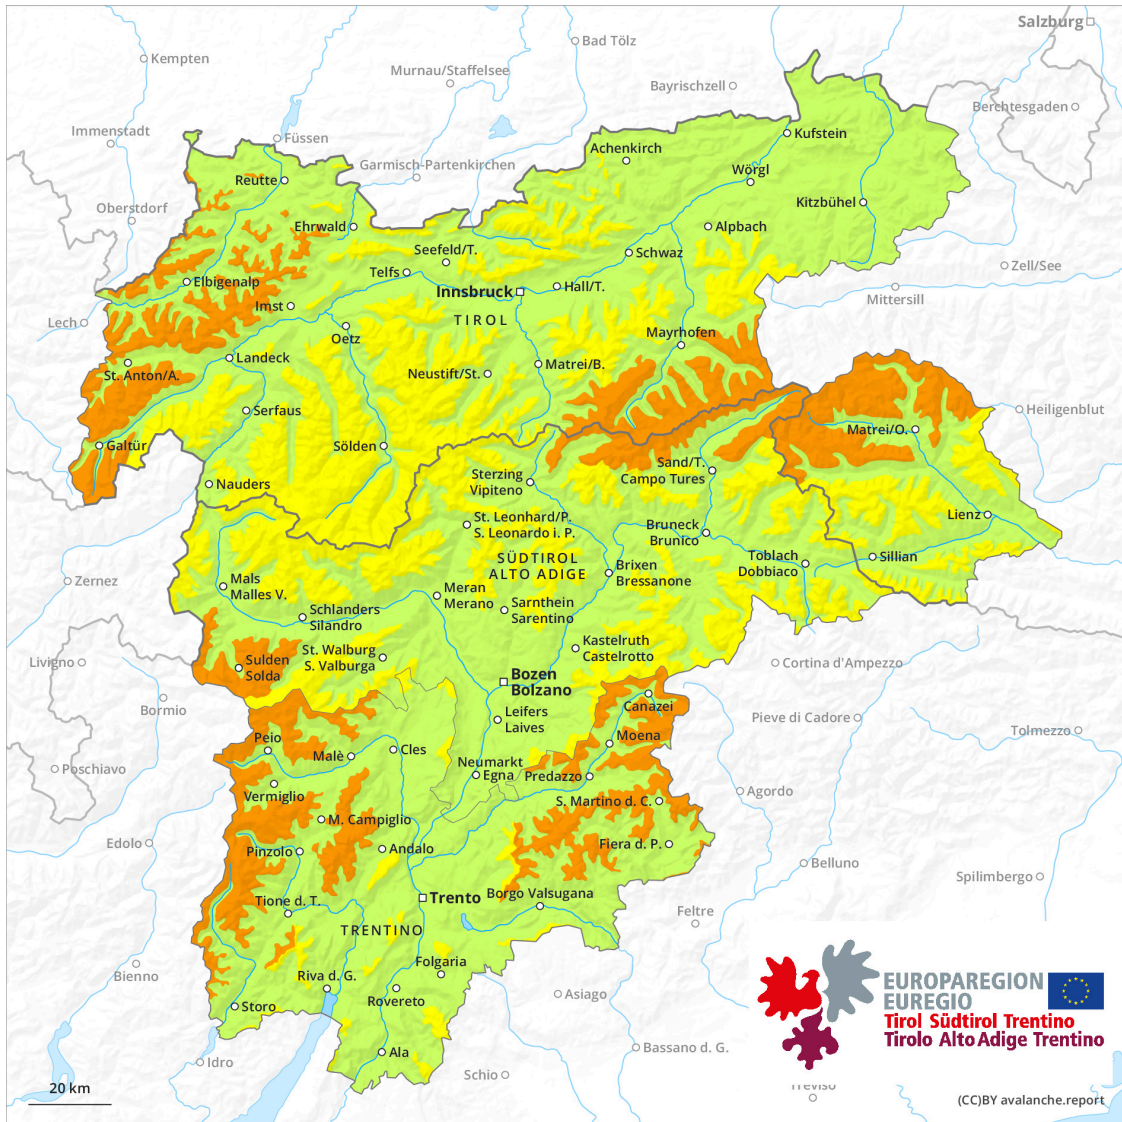 Salzburg
Bad Tölz
Kempten
Murnau/Staffelsee
Bayrischzell
Berchtesgaden
Immenstadt
Füssen
Kufstein
Achenkirch
Garmisch-Partenkirchen
Wörgl
Reutte
Oberstdorf
Kitzbühel
Ehrwald
Alpbach
Seefeld/T.
Schwaz
Telfs
Zell/See
Elbigenalp
Innsbruck
Hall/T.
Mittersill
Imst
TIROL
Lech
Oetz
Mayrhofen
Landeck
Matrei/B.
St. Anton/A.
Neustift/St.
Serfaus
Heiligenblut
Matrei/O.
Galtür
Sölden
Sand/T.
Campo Tures
Sterzing
Vipiteno
Nauders
Lienz
St. Leonhard/P.
S. Leonardo i. P.
Bruneck
Brunico
SÜDTIROL
ALTO ADIGE
Toblach
Dobbiaco
Sillian
Brixen
Bressanone
Zernez
Mals
Malles V.
Meran
Merano
Sarnthein
Sarentino
Schlanders
Silandro
Kastelruth
Castelrotto
St. Walburg
S. Valburga
Livigno
Sulden
Solda
Cortina d'Ampezzo
Bozen
Bolzano
Bormio
Canazei
Leifers
Laives
Pieve di Cadore
Tolmezzo
Peio
Moena
Cles
Malè
Neumarkt
Egna
Poschiavo
Predazzo
Vermiglio
Agordo
S. Martino d. C.
M. Campiglio
Edolo
Pinzolo
Andalo
Fiera d. P.
Belluno
Spilimbergo
Trento
Borgo Valsugana
Tione d. T.
Feltre
TRENTINO
Folgaria
Bienno
Riva d. G.
EUROPAREGION
EUREGIO
Tirol Südtirol Trentino
Tirolo Alto Adige Trentino
Rovereto
Asiago
Storo
Ala
Bassano d. G.
Idro
Schio
Treviso
20 km
(CC)BY avalanche.report